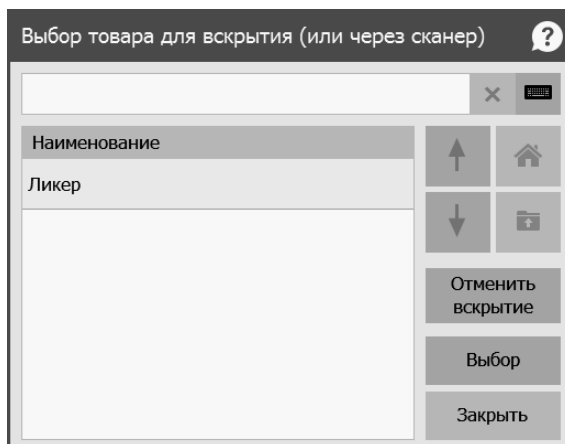 Выбор товара для вскрытия (или через сканер)
?
Наименование
Ликер
Отменить
вскрытие
Выбор
Закрыть